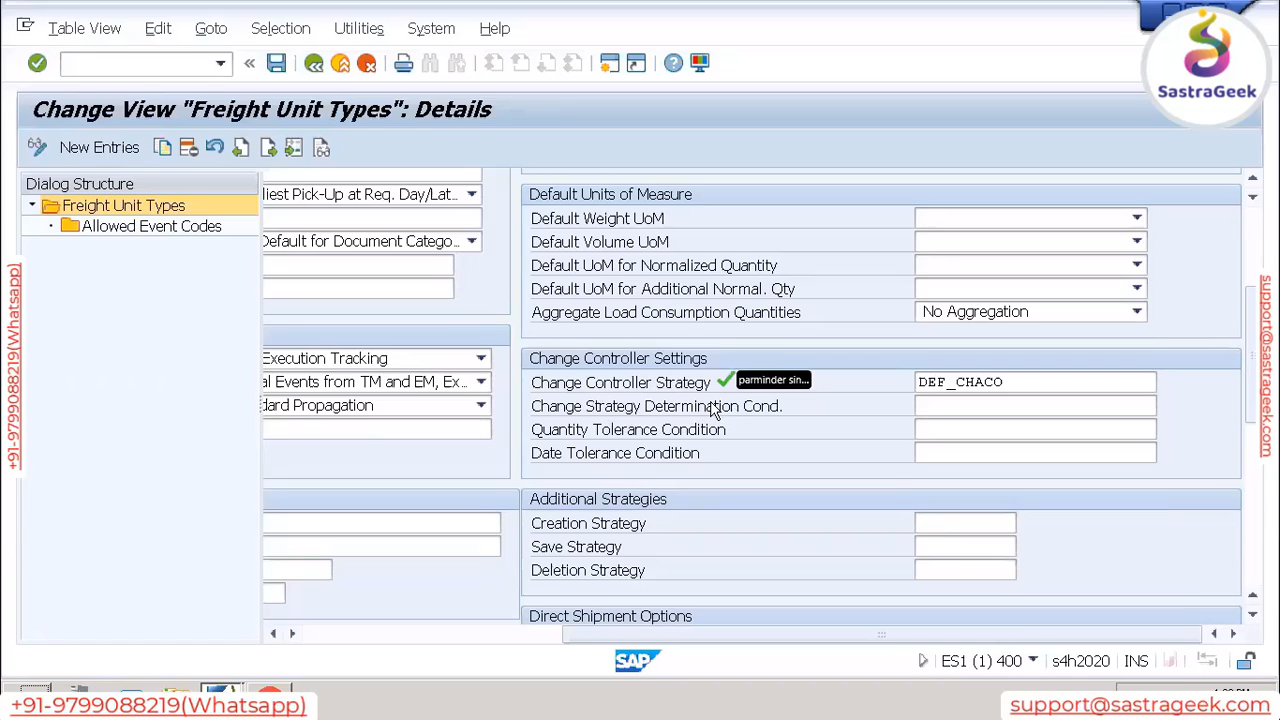 Table View Edit Goto Selection Utilities System Help
SastraGeek
Change View "Freight Unit Types": Details
New Entries
Dialog Structure
Freight Unit Types
Allowed Event Codes
liest Pick-Up at Req. Day/Lat...
Default for Document Catego...
Execution Tracking
al Events from TM and EM, Ex...
dard Propagation
Default Units of Measure
Default Weight UoM
Default Volume UoM
Default UoM for Normalized Quantity
Default UoM for Additional Normal. Qty
Aggregate Load Consumption Quantities No Aggregation
Change Controller Settings
Change Controller Strategy parminder sin... DEF_CHACO
Change Strategy Determination Cond.
Quantity Tolerance Condition
Date Tolerance Condition
Additional Strategies
Creation Strategy
Save Strategy
Deletion Strategy
Direct Shipment Options
SAP
ES1 (1) 400 s4h2020 INS
+91-9799088219(Whatsapp)
support@sastrageek.com
+91-9799088219(Whatsapp)
support@sastrageek.com